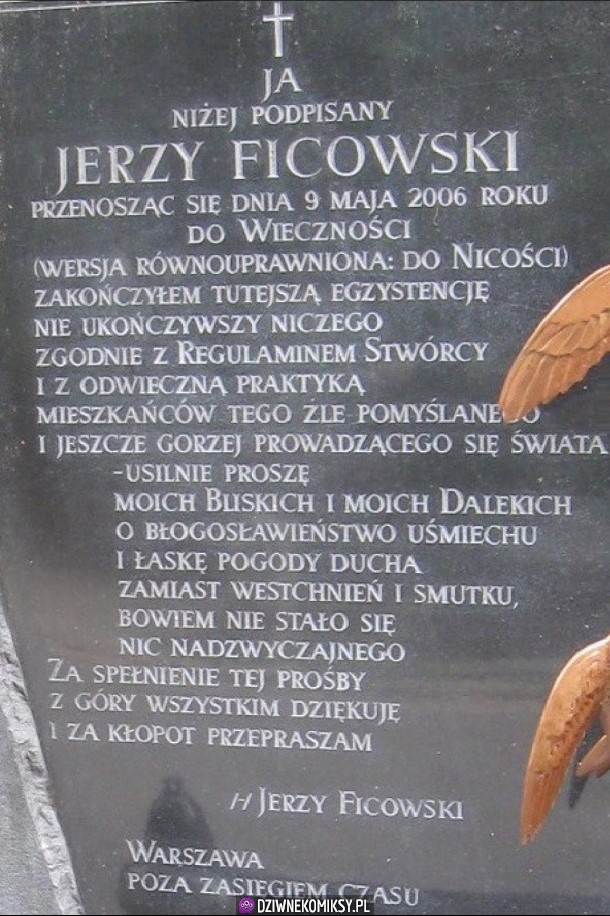 JA
NIŻEJ PODPISANY
JERZY FICOWSKI
PRZENOSZĄC SIĘ DNIA 9 MAJA 2006 ROKU
DO WIECZNOŚCI
(WERSJA RÓWNOUPRAWNIONA: DO NICOŚCI)
ZAKOŃCZYŁEM TUTEJSZĄ EGZYSTENCJĘ
NIE UKOŃCZYWSZY NICZEGO
ZGODNIE Z REGULAMINEM STWÓRCY
I Z ODWIECZNĄ PRAKTYKĄ
MIESZKAŃCÓW TEGO ŹLE POMYŚLANEGO
I JESZCZE GORZEJ PROWADZĄCEGO SIĘ ŚWIATA
-USILNIE PROSZĘ
MOICH BLISKICH I MOICH DALEKICH
O BŁOGOSŁAWIEŃSTWO UŚMIECHU
I ŁASKĘ POGODY DUCHA
ZAMIAST WESTCHNIEŃ I SMUTKU,
BOWIEM NIE STAŁO SIĘ
NIC NADZWYCZAJNEGO
ZA SPEŁNIENIE TEJ PROŚBY
Z GÓRY WSZYSTKIM DZIĘKUJĘ
I ZA KŁOPOT PRZEPRASZAM
/-/ JERZY FICOWSKI
WARSZAWA
POZA ZASIĘGIEM CZASU
DZIWNEKOMIKSY.PL